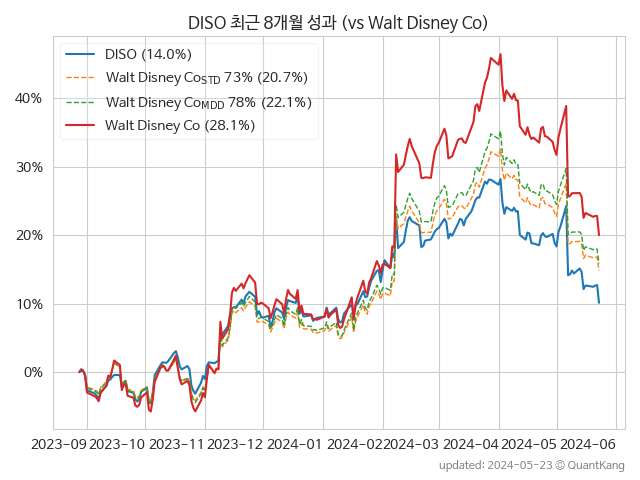 DISO 최근 8개월 성과 (vs Walt Disney Co)
DISO (14.0%)
Walt Disney CoSTD 73% (20.7%)
Walt Disney CoMDD 78% (22.1%)
Walt Disney Co (28.1%)
40%
30%
20%
10%
0%
2023-09 2023-10 2023-11 2023-12 2024-01 2024-02 2024-03 2024-04 2024-05 2024-06
updated: 2024-05-23 ⓒ QuantKang